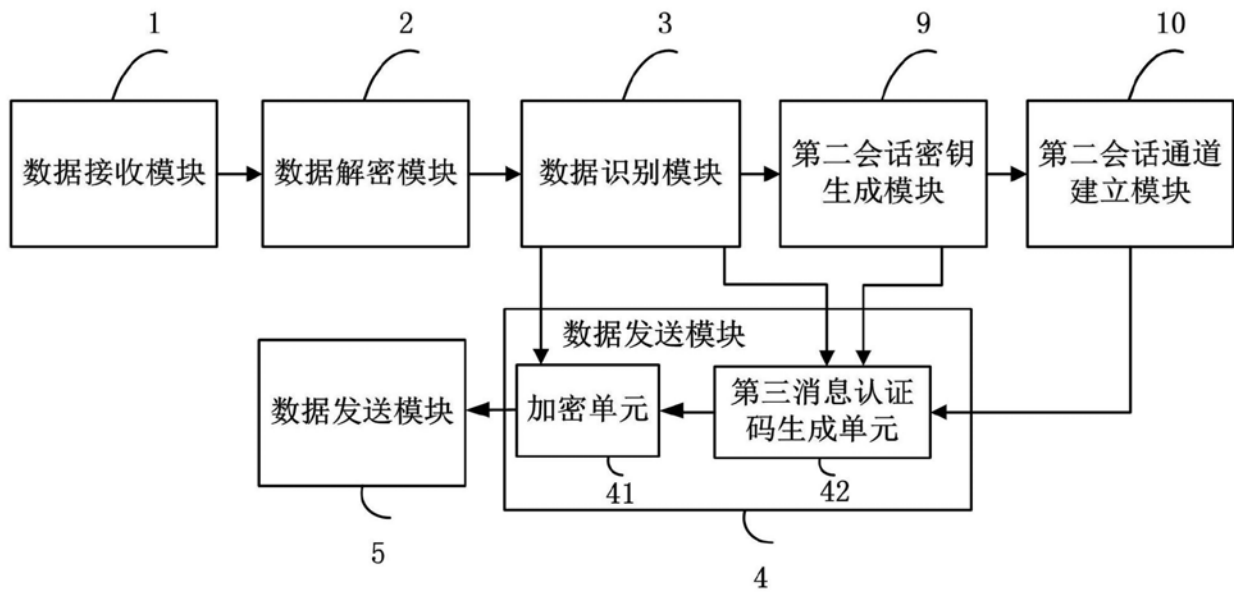 1
2
3
9
10
数据接收模块
数据解密模块
数据识别模块
第二会话密钥
生成模块
第二会话通道
建立模块
数据发送模块
数据发送模块
加密单元
第三消息认证
码生成单元
41
42
5
4